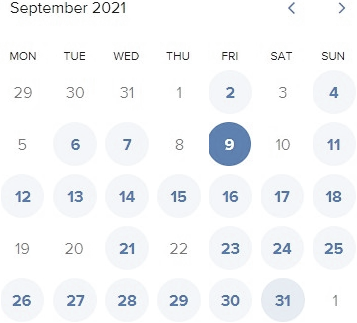 September 2021
MON TUE WED THU FRI SAT SUN
29 30 31 1 2 3 4
5 6 7 8 9 10 11
12 13 14 15 16 17 18
19 20 21 22 23 24 25
26 27 28 29 30 31 1